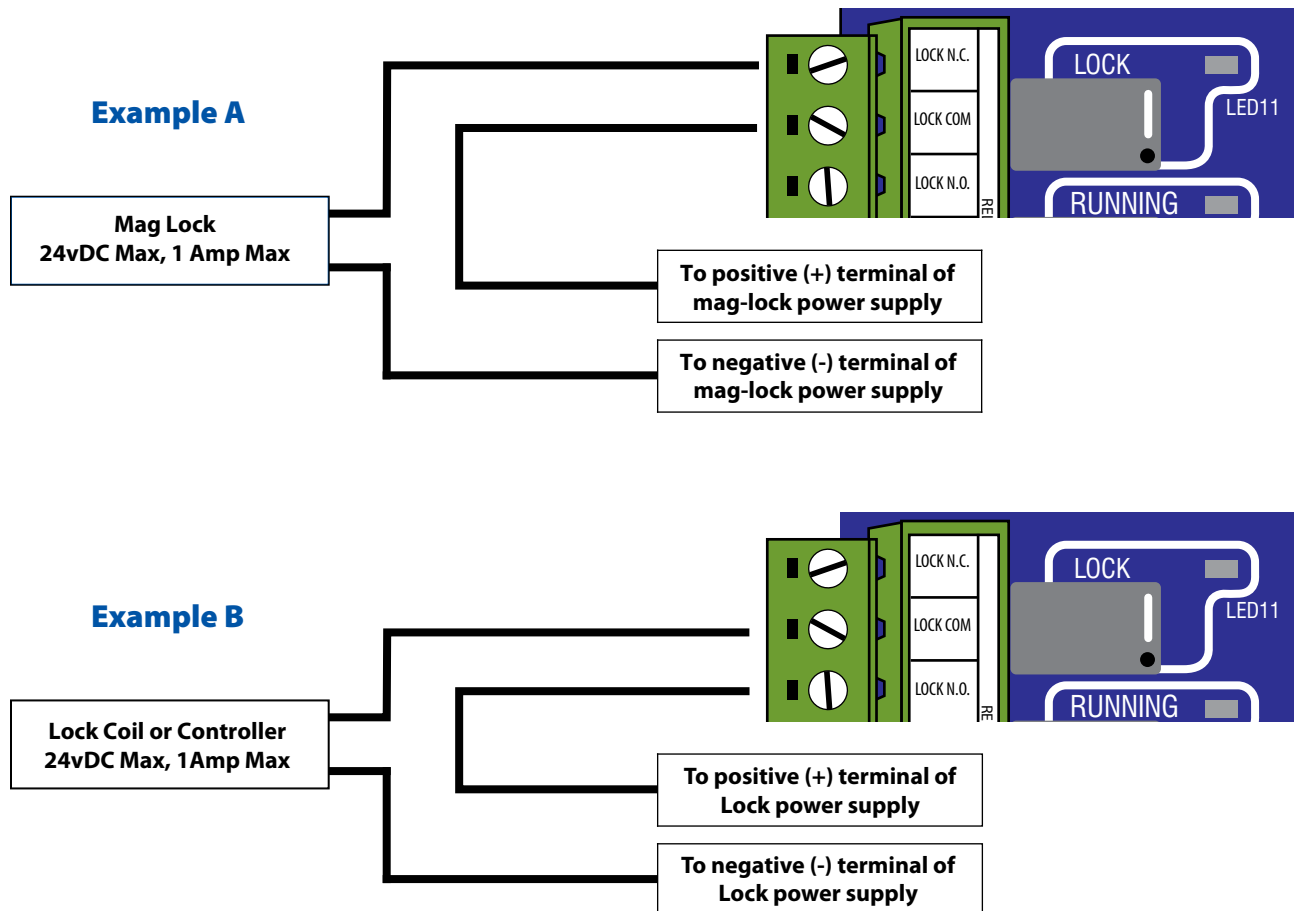 LOCK N.C.
LOCK
Example A
LED11
LOCK COM
LOCK N.O.
RUNNING
Mag Lock
24vDC Max, 1 Amp Max
To positive (+) terminal of
mag-lock power supply
To negative (-) terminal of
mag-lock power supply
LOCK N.C.
LOCK
Example B
LED11
LOCK COM
LOCK N.O.
RUNNING
Lock Coil or Controller
24vDC Max, 1Amp Max
To positive (+) terminal of
Lock power supply
To negative (-) terminal of
Lock power supply